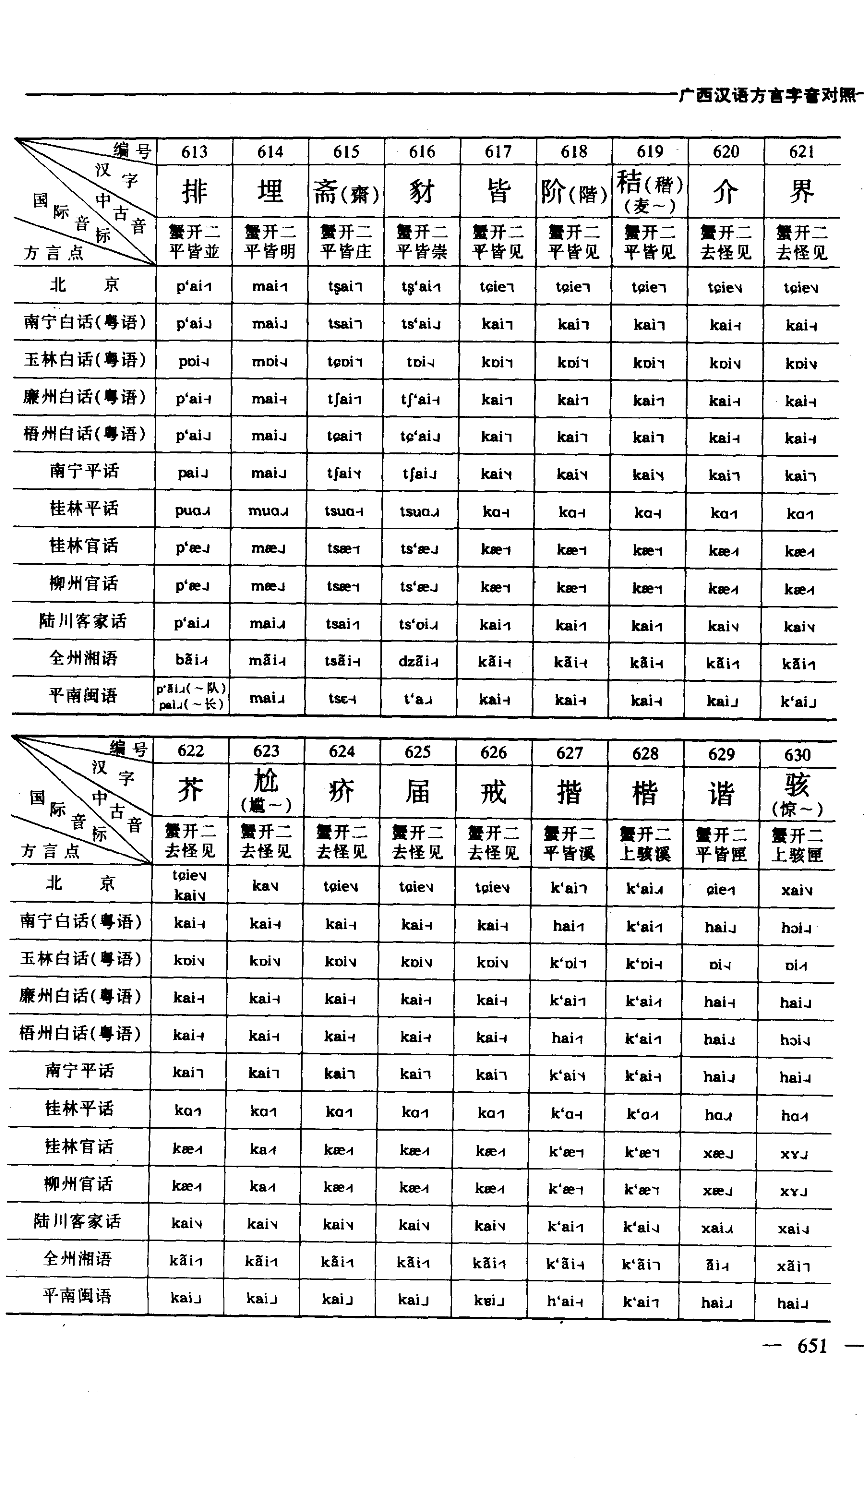 广西汉语方言字音对照
编号 613 614 615 616 617 618 619 620 621
汉字 排 埋 斋(齋) 豺 皆 阶(階) 秸(稭)(麦～) 介 界
国际音标 中古音 蟹开二 蟹开二 蟹开二 蟹开二 蟹开二 蟹开二 蟹开二 蟹开二 蟹开二
方言点 平皆並 平皆明 平皆庄 平皆崇 平皆见 平皆见 平皆见 去怪见 去怪见
北京 pʻai˧˥ mai˧˥ tʂai˥ tʂʻai˧˥ tɕie˥ tɕie˥ tɕie˥ tɕie˥˩ tɕie˥˩
南宁白话(粤语) pʻai mai tsai˥ tsʻai kai˥ kai˥ kai˥ kai˧ kai˧
玉林白话(粤语) pɒi mɒi tɕɒi tɒi kɒi kɒi kɒi kɒi kɒi
廉州白话(粤语) pʻai mai tʃai tʃʻai kai kai kai kai kai
梧州白话(粤语) pʻai mai tɕai tɕʻai kai kai kai kai kai
南宁平话 pai mai tʃai tʃai kai kai kai kai kai
桂林平话 puɑ muɑ tsuɑ tsuɑ kɑ kɑ kɑ kɑ kɑ
桂林官话 pʻæ mæ tsæ tsʻæ kæ kæ kæ kæ kæ
柳州官话 pʻæ mæ tsæ tsʻæ kæ kæ kæ kæ kæ
陆川客家话 pʻai mai tsai tsʻɒi kai kai kai kai kai
全州湘语 bãi mãi tsãi dzãi kãi kãi kãi kãi kãi
平南闽语 pʻãi(～队) pai(～长) mai tsɛ tʻa kai kai kai kai kʻai
编号 622 623 624 625 626 627 628 629 630
汉字 芥 尬(尴～) 疥 届 戒 揩 楷 谐 骇(惊～)
国际音标 中古音 蟹开二 蟹开二 蟹开二 蟹开二 蟹开二 蟹开二 蟹开二 蟹开二 蟹开二
方言点 去怪见 去怪见 去怪见 去怪见 去怪见 平皆溪 上骇溪 平皆匣 上骇匣
北京 tɕie˥˩ kai˥˩ ka˥˩ tɕie˥˩ tɕie˥˩ tɕie˥˩ kʻai˥ kʻai ɕie˧˥ xai˥˩
南宁白话(粤语) kai kai kai kai kai hai kʻai hai hɔi
玉林白话(粤语) kɒi kɒi kɒi kɒi kɒi kʻɒi kʻɒi ɒi ɒi
廉州白话(粤语) kai kai kai kai kai kʻai kʻai hai hai
梧州白话(粤语) kai kai kai kai kai hai kʻai hai hɔi
南宁平话 kai kai kai kai kai kʻai kʻai hai hai
桂林平话 kɑ kɑ kɑ kɑ kɑ kʻɑ kʻɑ hɑ hɑ
桂林官话 kæ ka kæ kæ kæ kʻæ kʻæ xæ xɤ
柳州官话 kæ ka kæ kæ kæ kʻæ kʻæ xæ xɤ
陆川客家话 kai kai kai kai kai kʻai kʻai xai xai
全州湘语 kãi kãi kãi kãi kãi kʻãi kʻãi ãi xãi
平南闽语 kai kai kai kai kɐi hʻai kʻai hai hai
— 651 —